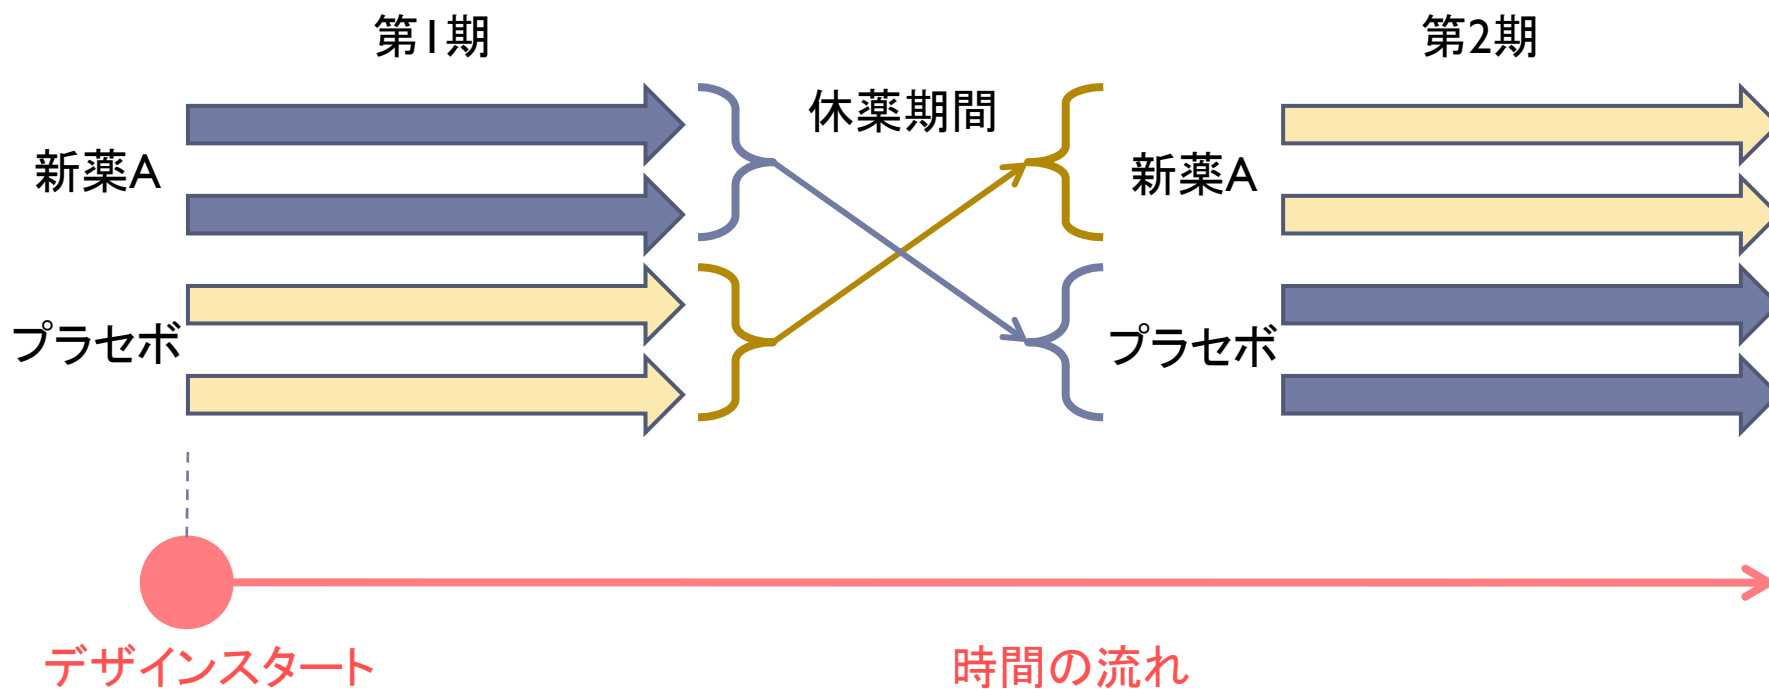 第1期
休薬期間
第2期
新薬A
新薬A
プラセボ
プラセボ
デザインスタート
時間の流れ